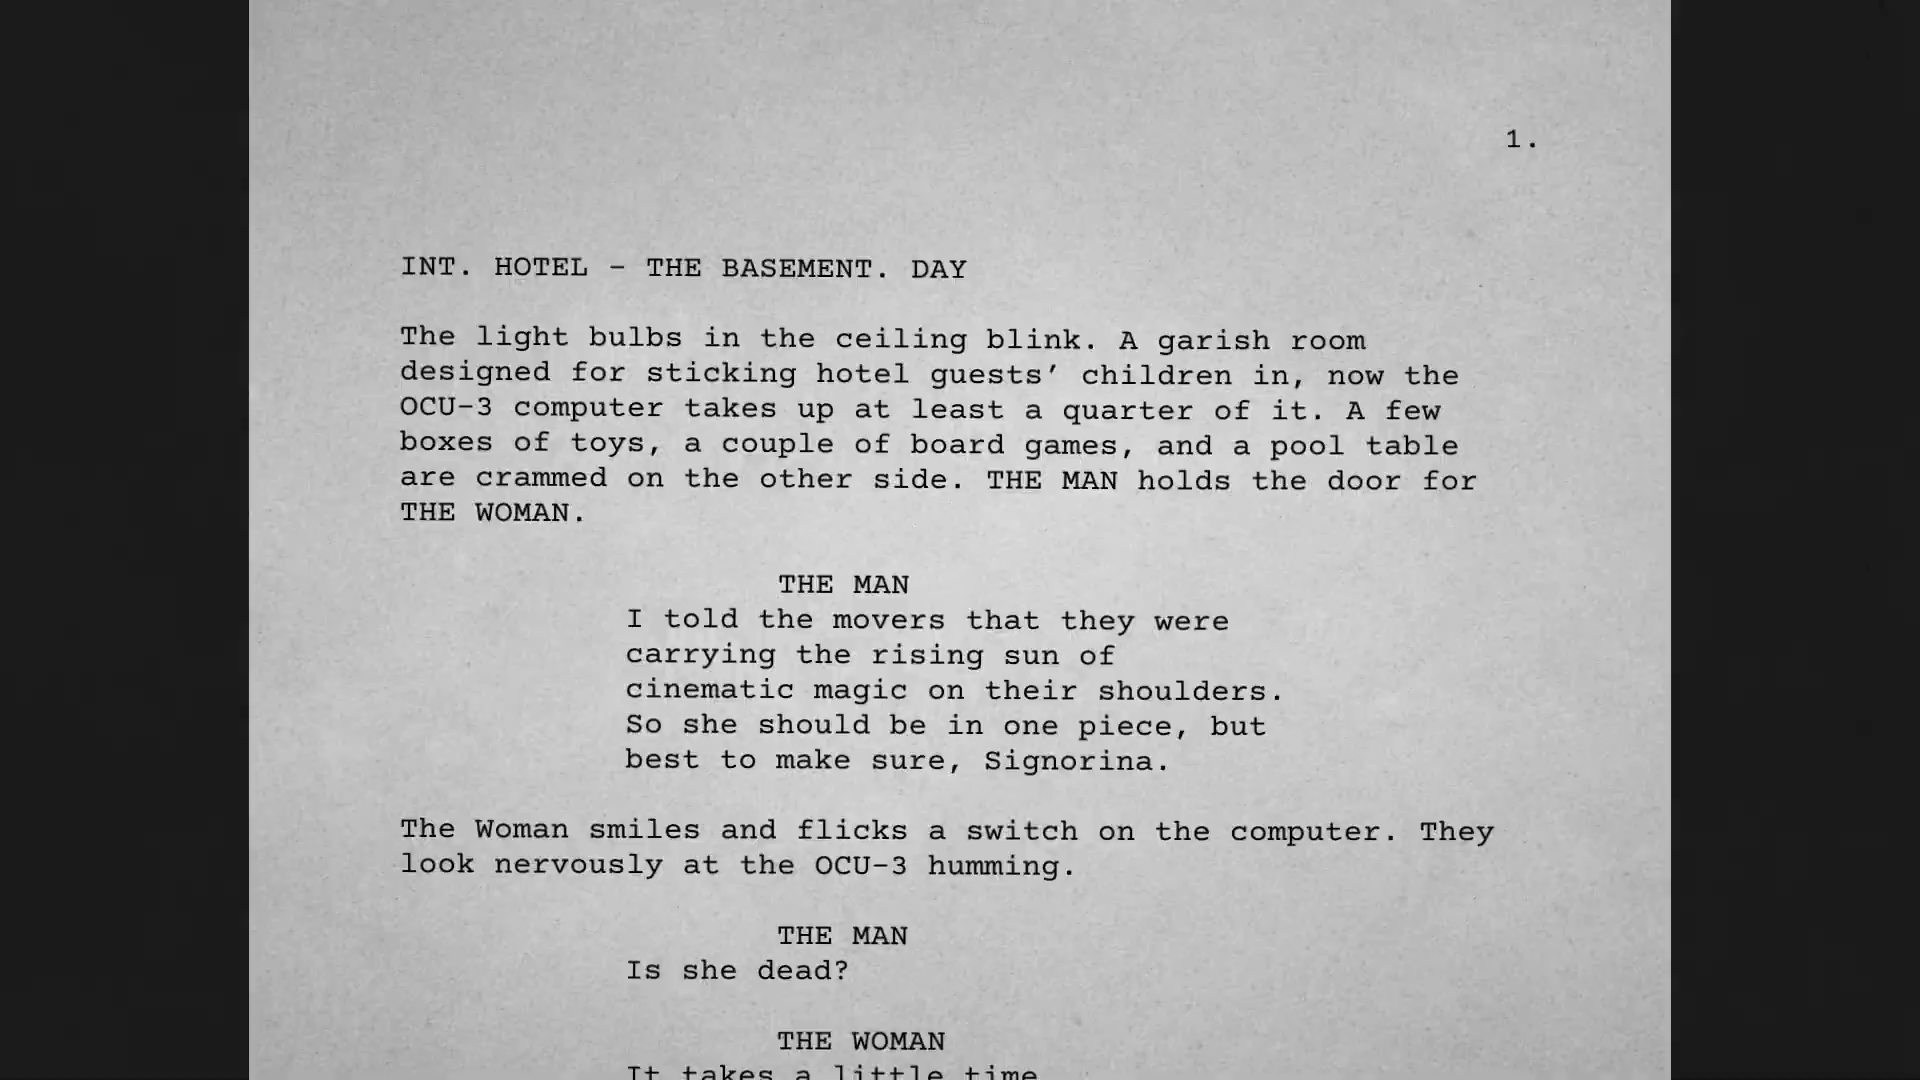 1.
INT. HOTEL – THE BASEMENT. DAY
The light bulbs in the ceiling blink. A garish room
designed for sticking hotel guests’ children in, now the
OCU–3 computer takes up at least a quarter of it. A few
boxes of toys, a couple of board games, and a pool table
are crammed on the other side. THE MAN holds the door for
THE WOMAN.
THE MAN
I told the movers that they were
carrying the rising sun of
cinematic magic on their shoulders.
So she should be in one piece, but
best to make sure, Signorina.
The Woman smiles and flicks a switch on the computer. They
look nervously at the OCU–3 humming.
THE MAN
Is she dead?
THE WOMAN
It takes a little time